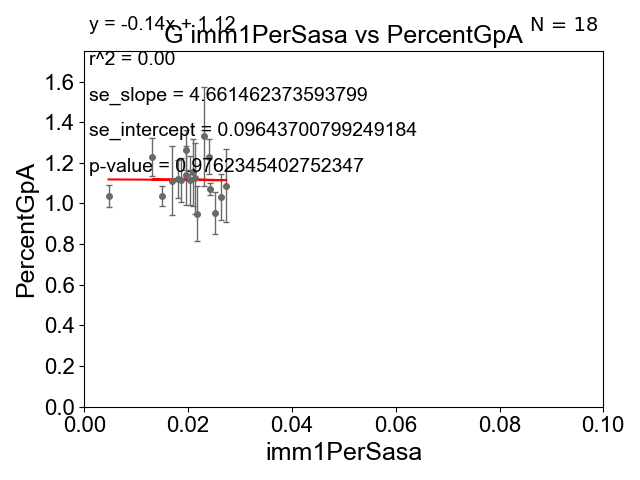 y = -0.14x + 1.12
N = 18
G imm1PerSasa vs PercentGpA
r^2 = 0.00
se_slope = 4.661462373593799
se_intercept = 0.09643700799249184
p-value = 0.9762345402752347
PercentGpA
1.6
1.4
1.2
1.0
0.8
0.6
0.4
0.2
0.0
0.00 0.02 0.04 0.06 0.08 0.10
imm1PerSasa